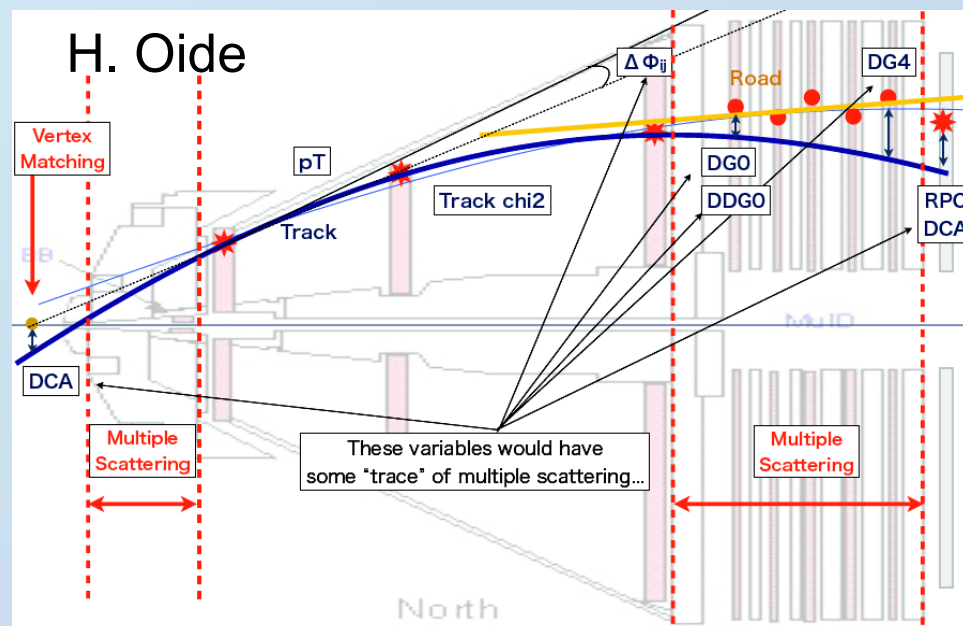 H. Oide
Vertex
Matching
pT
Track
Track chi2
Δ Φij
Road
DG4
DG0
DDG0
RPC
DCA
BB
MuID
DCA
Multiple
Scattering
These variables would have
some "trace" of multiple scattering...
Multiple
Scattering
North